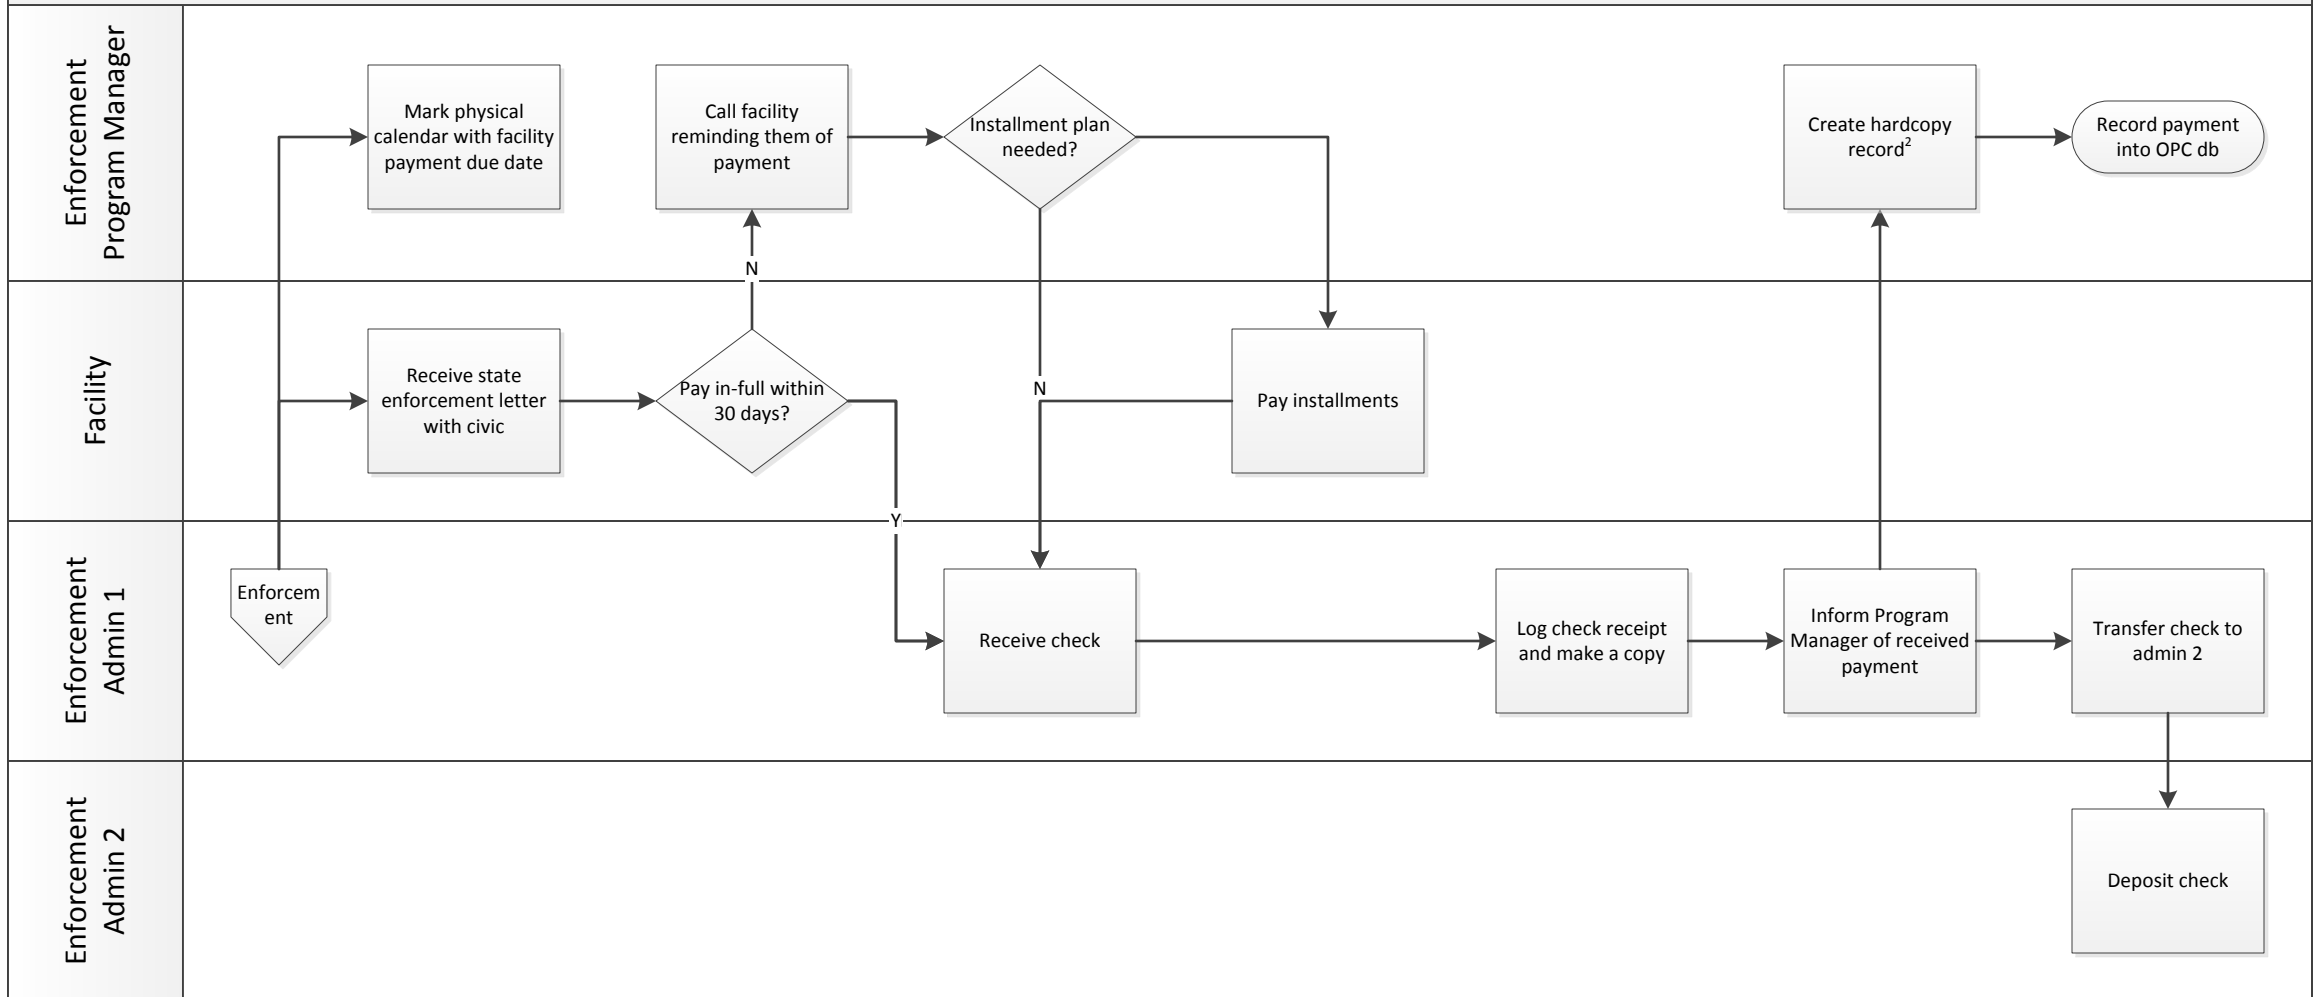 Enforcement
Program Manager
Mark physical
calendar with facility
payment due date
Call facility
reminding them of
payment
Installment plan
needed?
Create hardcopy
record2
Record payment
into OPC db
N
Facility
Receive state
enforcement letter
with civic
Pay in-full within
30 days?
N
Pay installments
Y
Enforcement
Admin 1
Enforcem
ent
Receive check
Log check receipt
and make a copy
Inform Program
Manager of received
payment
Transfer check to
admin 2
Enforcement
Admin 2
Deposit check